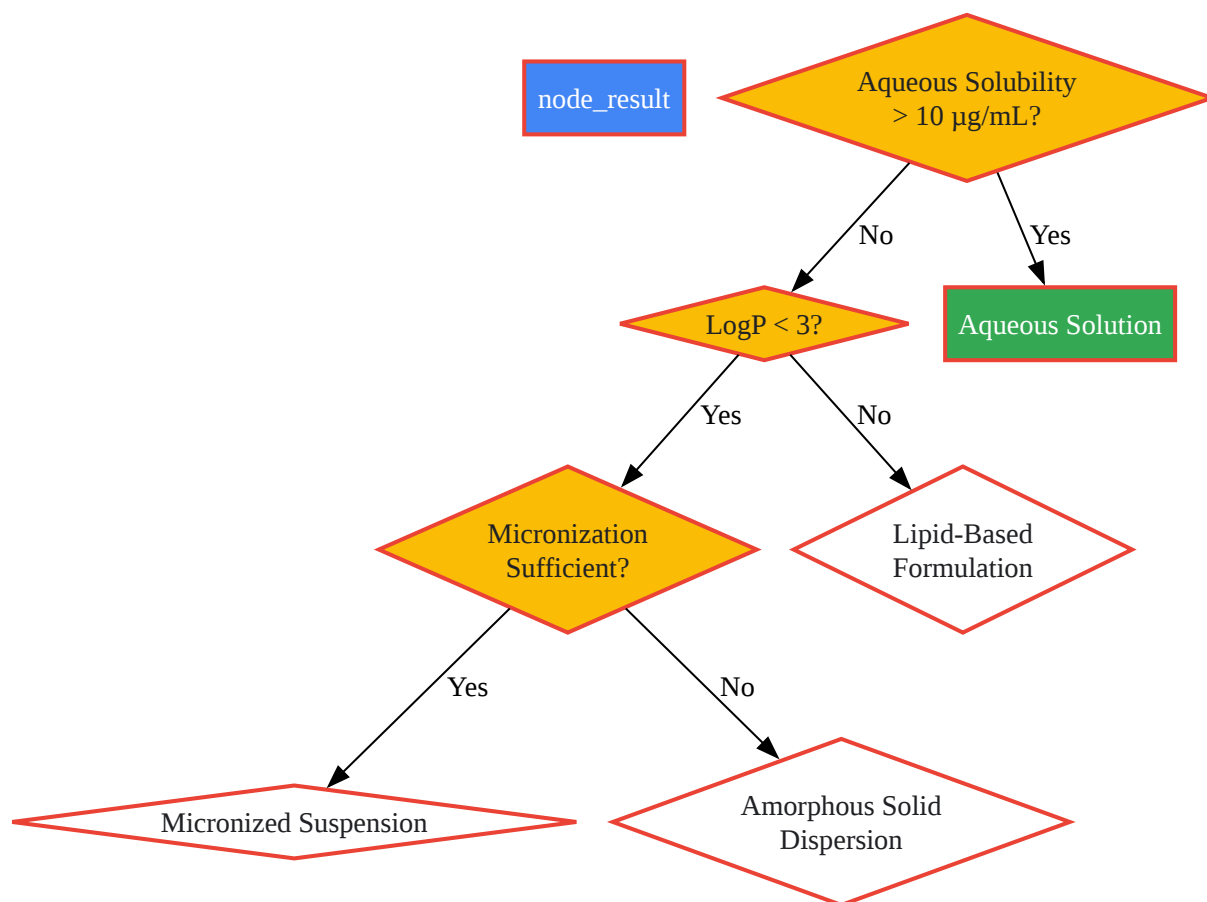 node_result
Aqueous Solubility
> 10 µg/mL?
No
Yes
LogP < 3?
Aqueous Solution
Yes
No
Micronization
Sufficient?
Lipid-Based
Formulation
Yes
No
Micronized Suspension
Amorphous Solid
Dispersion